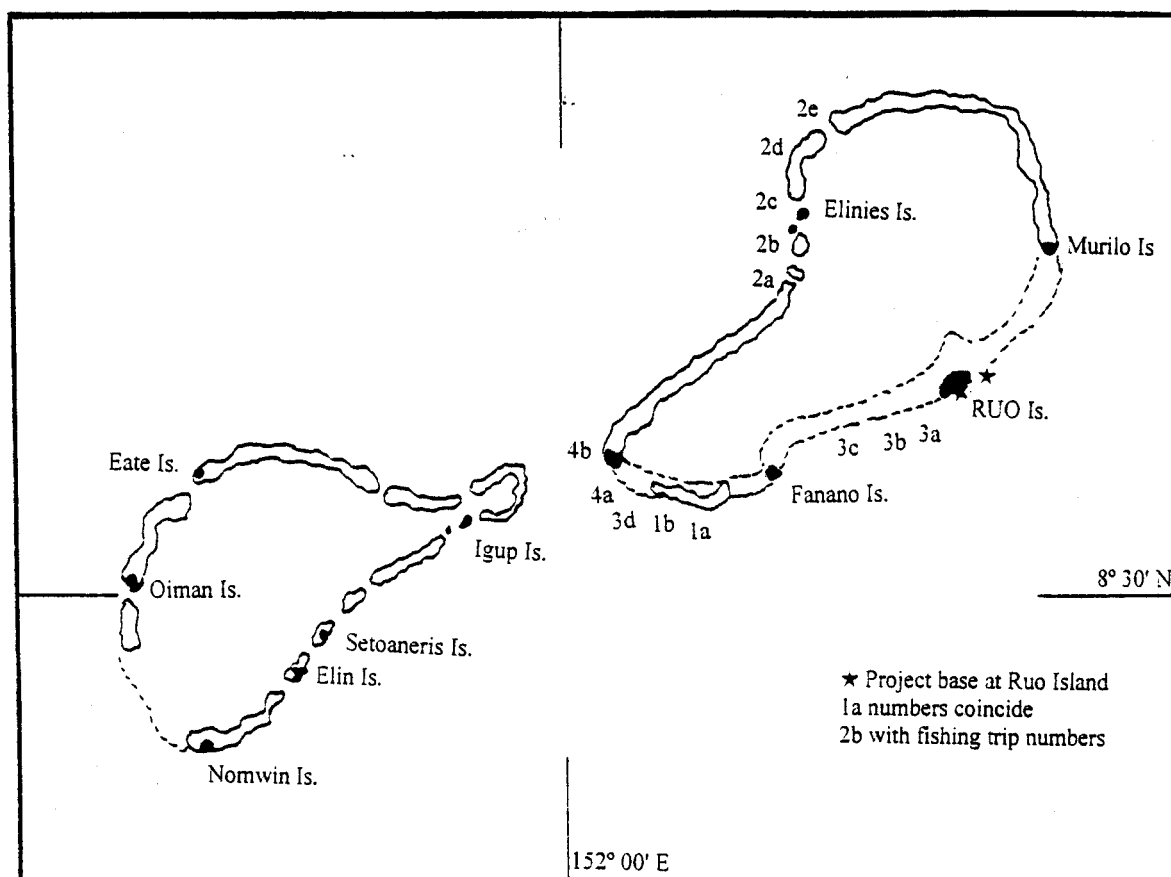 2e
2d
2c
Elinies Is.
2b
Murilo Is
2a
RUO Is.
3a
3b
3c
4b
Eate Is.
Fanano Is.
4a
3d
1b
1a
Igup Is.
8° 30' N
Oiman Is.
Setoaneris Is.
Elin Is.
★ Project base at Ruo Island
1a numbers coincide
2b with fishing trip numbers
Nomwin Is.
152° 00' E